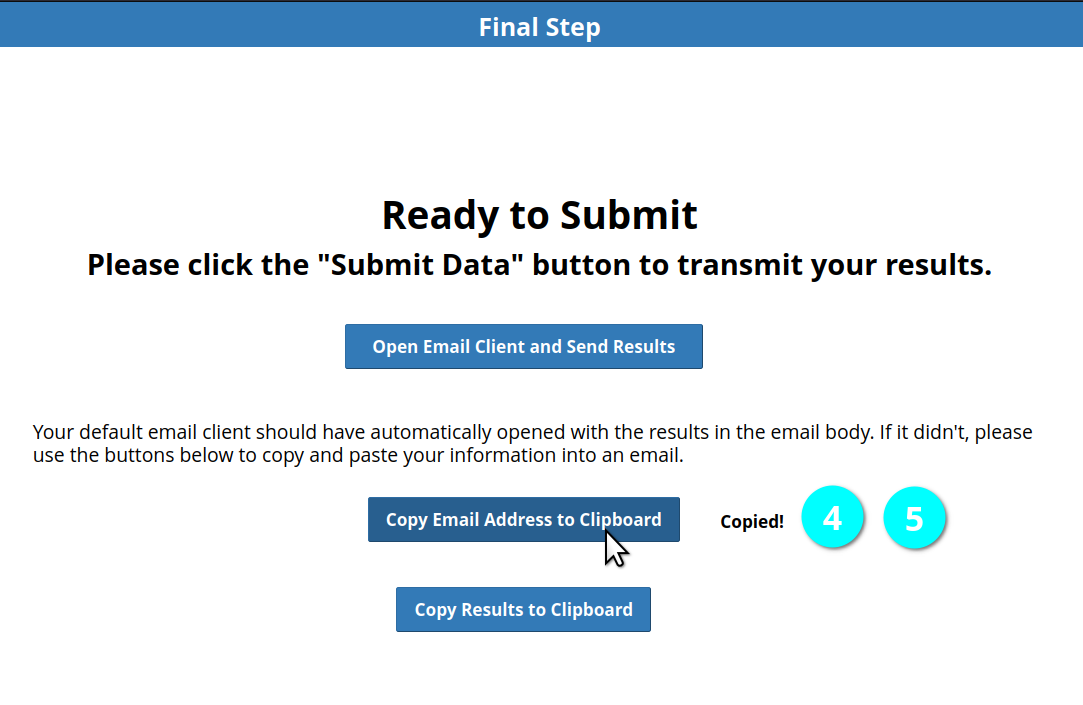 Final Step
Ready to Submit
Please click the "Submit Data" button to transmit your results.
Open Email Client and Send Results
Your default email client should have automatically opened with the results in the email body. If it didn't, please
use the buttons below to copy and paste your information into an email.
Copy Email Address to Clipboard Copied! 4 5
Copy Results to Clipboard